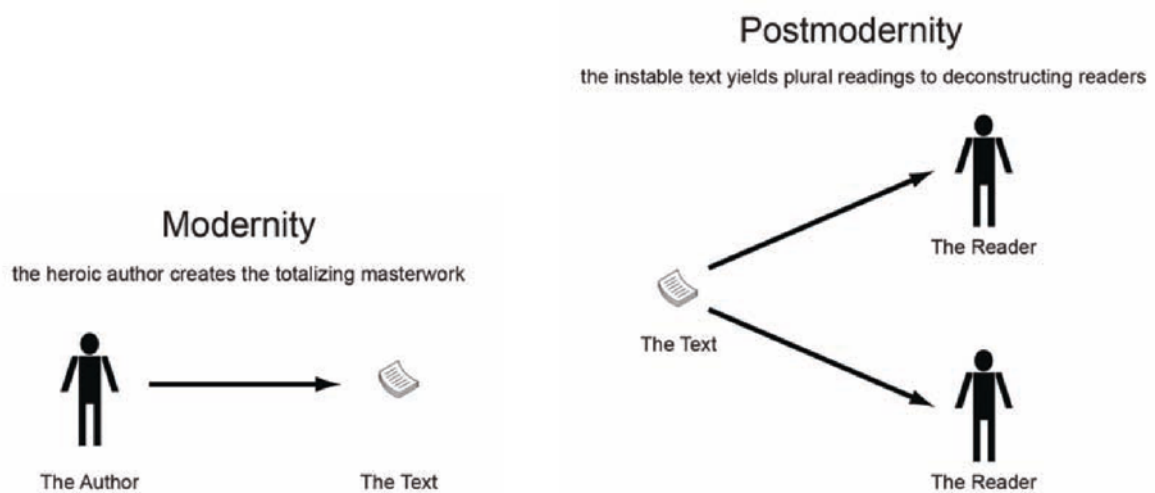 Modernity
the heroic author creates the totalizing masterwork
The Author
The Text
Postmodernity
the instable text yields plural readings to deconstructing readers
The Reader
The Text
The Reader